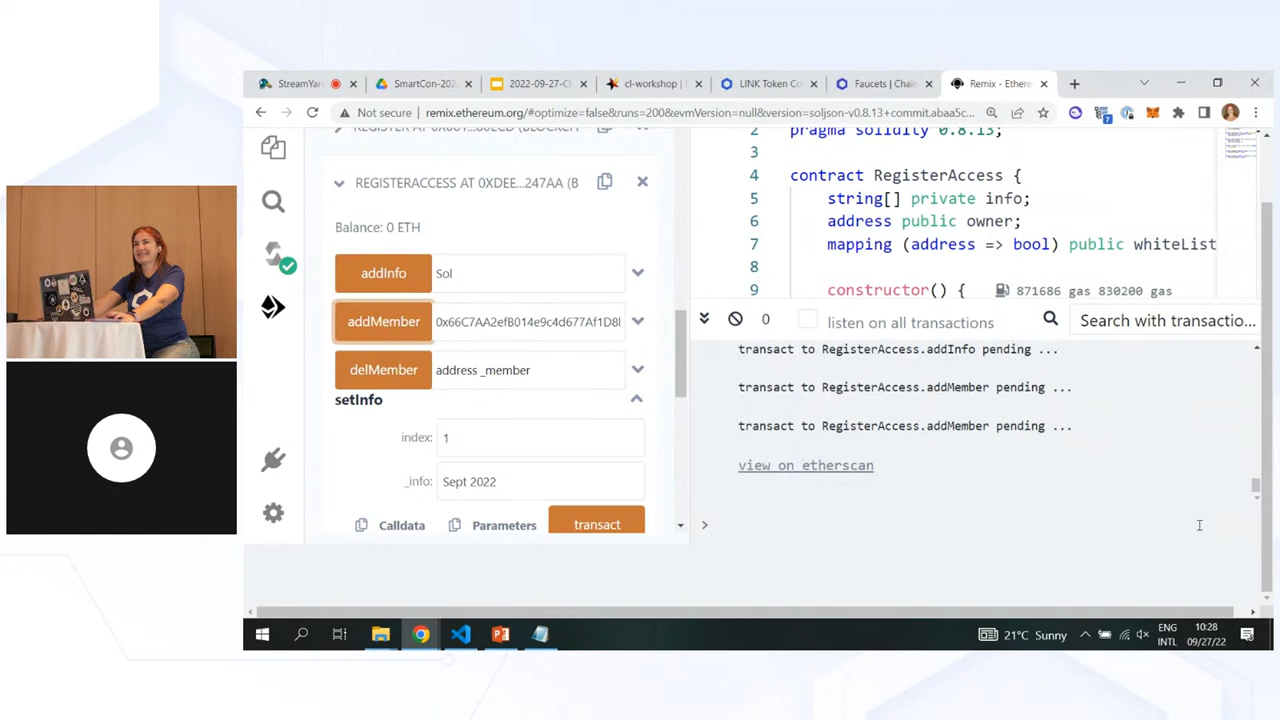 StreamYar
SmartCon-202
2022-09-27-Ch
cl-workshop |
LINK Token Co
Faucets | Chain
Remix - Ethere
Not secure
remix.ethereum.org/#optimize=false&runs=200&evmVersion=null&version=soljson-v0.8.13+commit.abaa5c...
7
REGISTERACCESS AT 0XDEE...247AA (B
Balance: 0 ETH
addInfo
Sol
addMember
0x66C7AA2efB014e9c4d677Af1D8
delMember
address _member
setInfo
index:
1
_info:
Sept 2022
Calldata
Parameters
transact
2
pragma solidity 0.8.13;
3
4
contract RegisterAccess {
5
string[] private info;
6
address public owner;
7
mapping (address => bool) public whiteList
8
9
constructor() {
871686 gas 830200 gas
0
listen on all transactions
Search with transactio...
transact to RegisterAccess.addInfo pending ...
transact to RegisterAccess.addMember pending ...
transact to RegisterAccess.addMember pending ...
view on etherscan
21°C Sunny
ENG
INTL
10:28
09/27/22